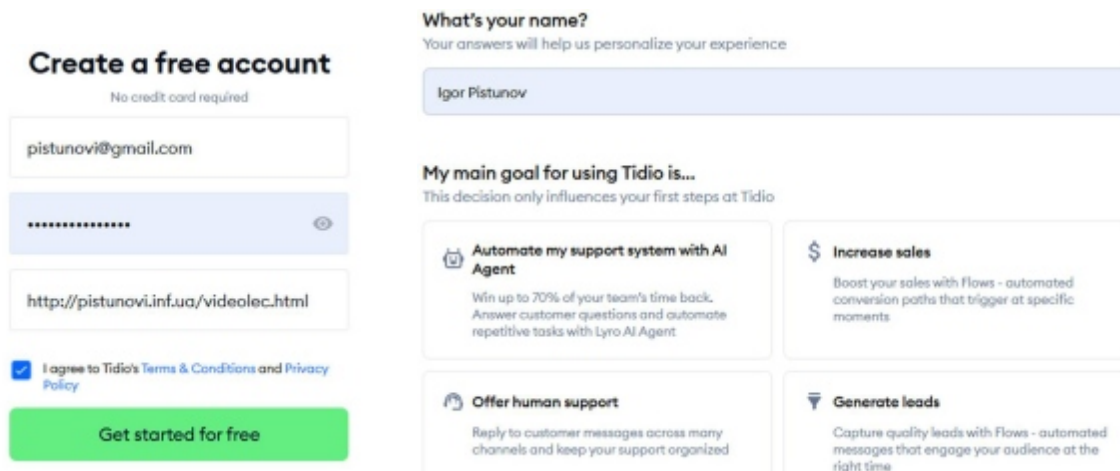 Create a free account
No credit card required
pistunovi@gmail.com
•••••••••••••••
http://pistunovi.inf.ua/videolec.html
I agree to Tidio's Terms & Conditions and Privacy
Policy
Get started for free
What's your name?
Your answers will help us personalize your experience
Igor Pistunov
My main goal for using Tidio is...
This decision only influences your first steps at Tidio
Automate my support system with AI
Agent
Win up to 70% of your team's time back.
Answer customer questions and automate
repetitive tasks with Lyro AI Agent
Increase sales
Boost your sales with Flows - automated
conversion paths that trigger at specific
moments
Offer human support
Reply to customer messages across many
channels and keep your support organized
Generate leads
Capture quality leads with Flows - automated
messages that engage your audience at the
right time